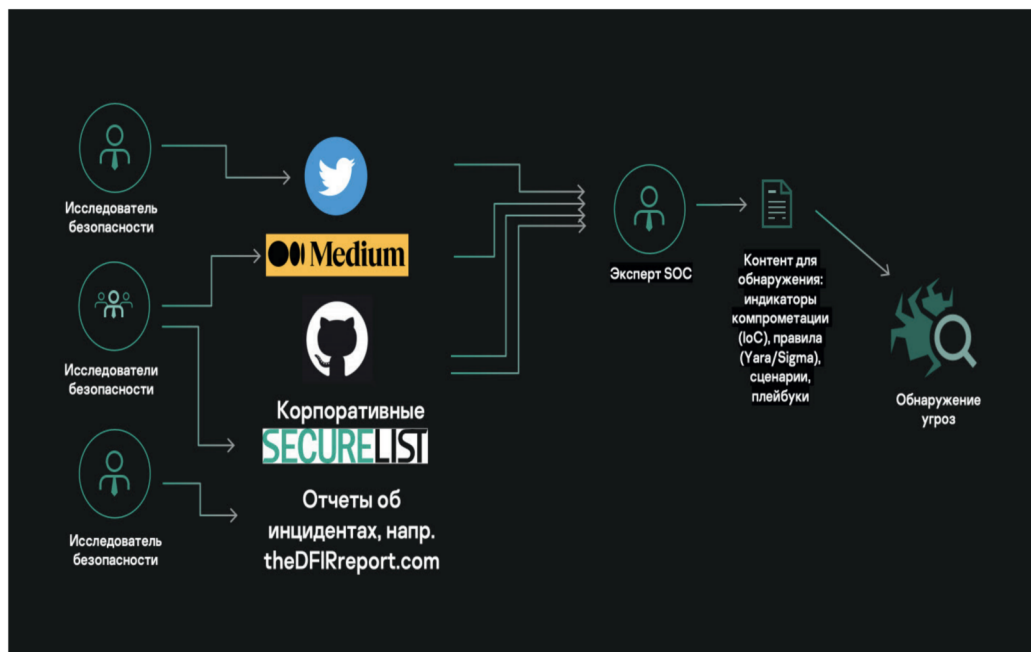 Исследователь
безопасности
Исследователи
безопасности
Исследователь
безопасности
Medium
Корпоративные
SECURELIST
Отчеты об
инцидентах, напр.
theDFIRreport.com
Эксперт SOC
Контент для
обнаружения:
индикаторы
компрометации
(IoC), правила
(Yara/Sigma),
сценарии,
плейбуки
Обнаружение
угроз